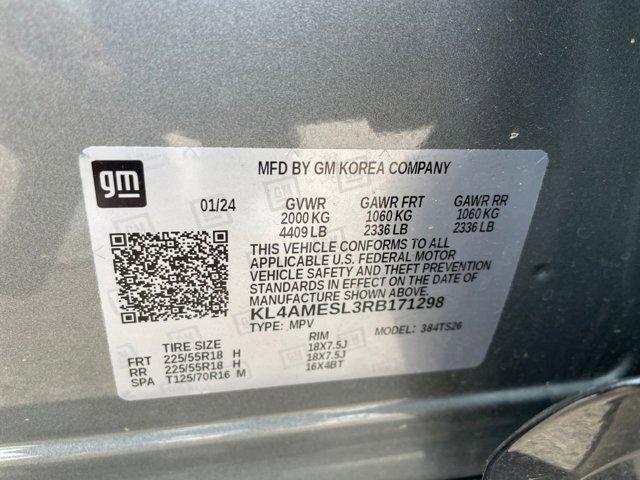 gm
MFD BY GM KOREA COMPANY
01/24 GVWR GAWR FRT GAWR RR
2000 KG 1060 KG 1060 KG
4409 LB 2336 LB 2336 LB
THIS VEHICLE CONFORMS TO ALL
APPLICABLE U.S. FEDERAL MOTOR
VEHICLE SAFETY AND THEFT PREVENTION
STANDARDS IN EFFECT ON THE DATE OF
MANUFACTURE SHOWN ABOVE.
KL4AMESL3RB171298
TYPE: MPV MODEL: 384TS26
TIRE SIZE RIM
FRT 225/55R18 H 18X7.5J
RR 225/55R18 H 18X7.5J
SPA T125/70R16 M 16X4BT